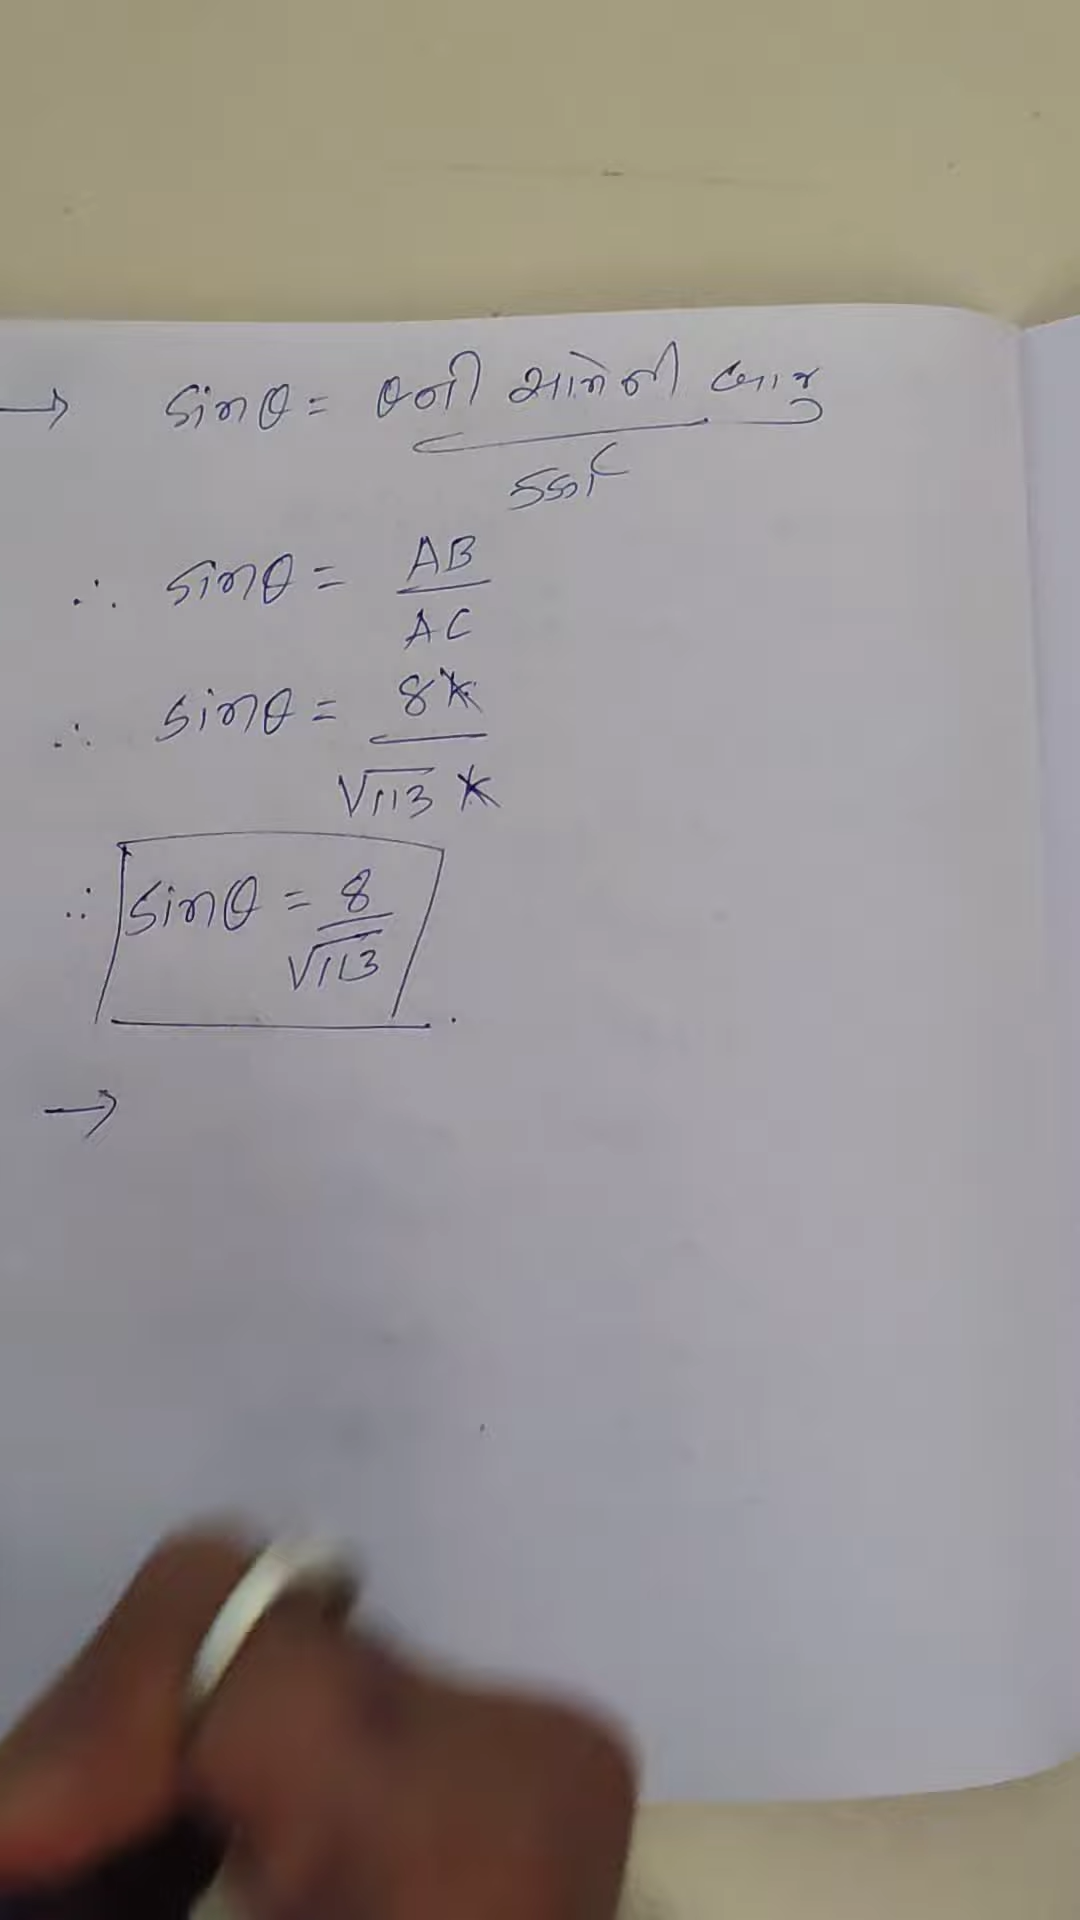 → sinθ = θની સામેની બાજુ
કર્ણ
∴ sinθ = AB
AC
∴ sinθ = 8k
√113 k
∴ sinθ = 8
√113 .
→